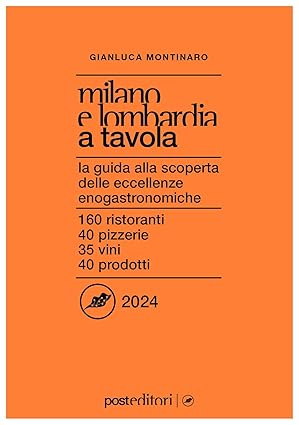 GIANLUCA MONTINARO
milano
e lombardia
a tavola
la guida alla scoperta
delle eccellenze
enogastronomiche
160 ristoranti
40 pizzerie
35 vini
40 prodotti
2024
posteditori